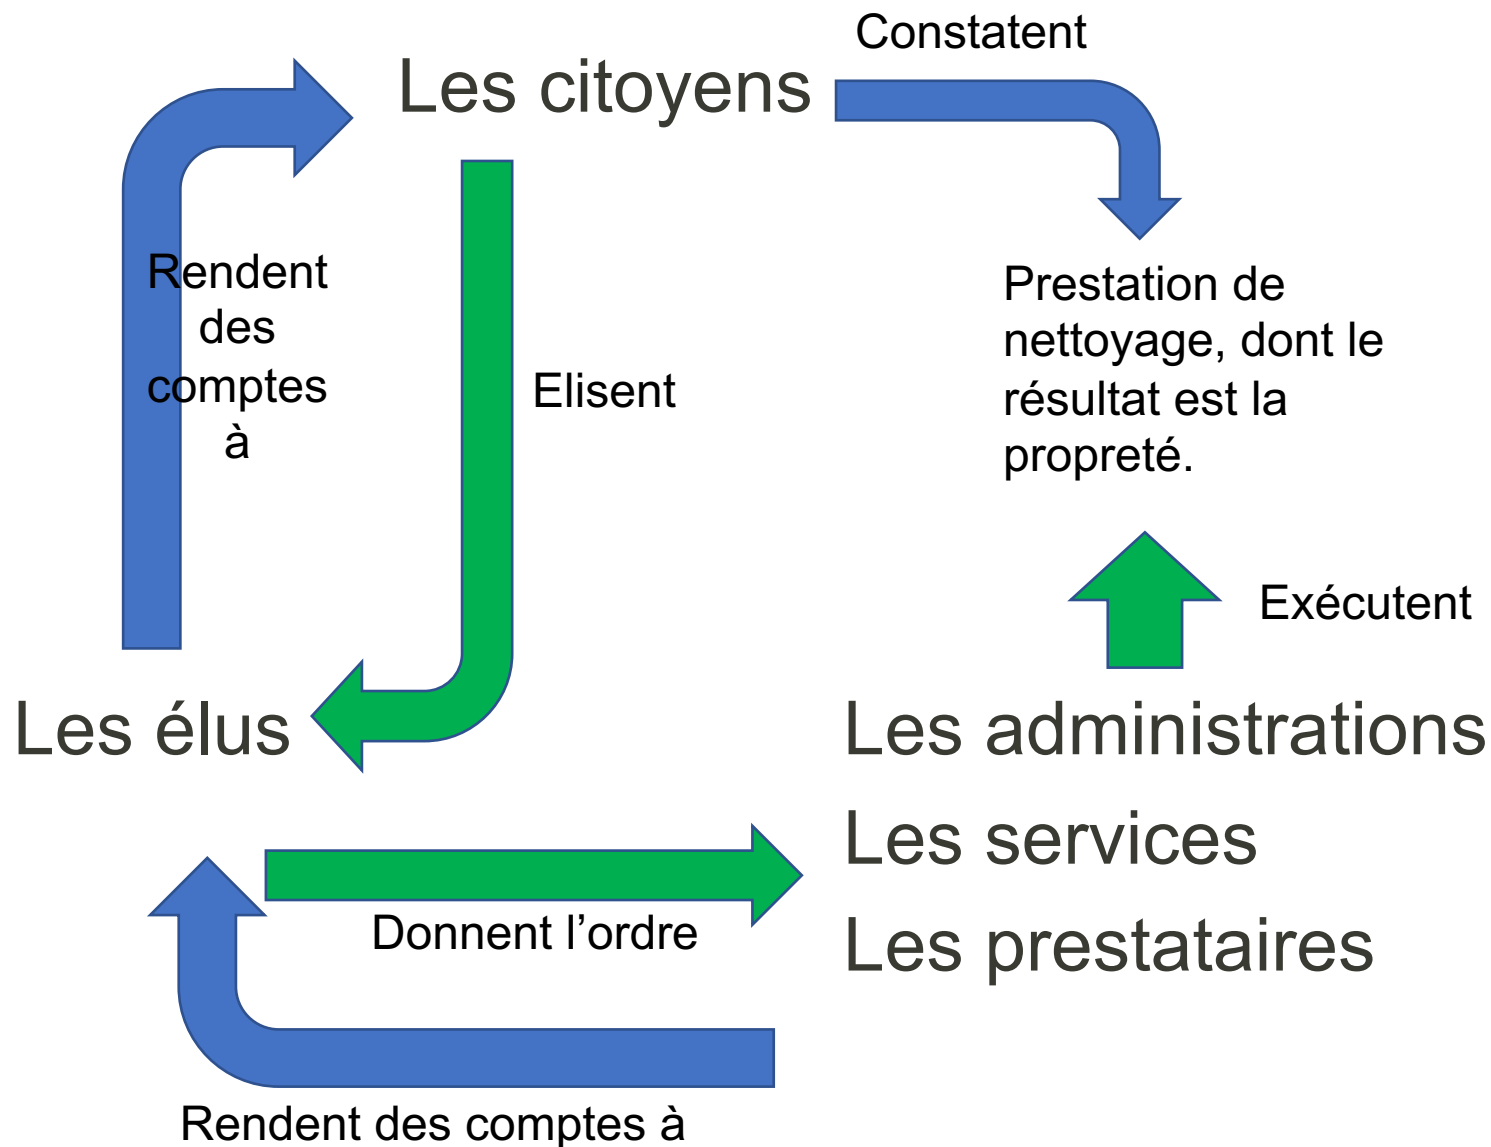 Constatent
Les citoyens
Rendent
des
comptes
à
Elisent
Prestation de
nettoyage, dont le
résultat est la
propreté.
Exécutent
Les élus
Les administrations
Les services
Donnent l’ordre
Les prestataires
Rendent des comptes à